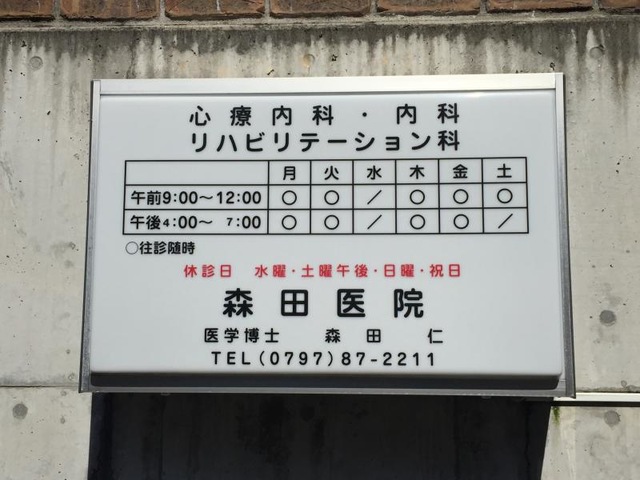 心療内科・内科
リハビリテーション科
月 火 水 木 金 土
午前9:00〜12:00 ○ ○ ／ ○ ○ ○
午後4:00〜 7:00 ○ ○ ／ ○ ○ ／
○往診随時
休診日 水曜・土曜午後・日曜・祝日
森田医院
医学博士 森田 仁
TEL(0797)87-2211